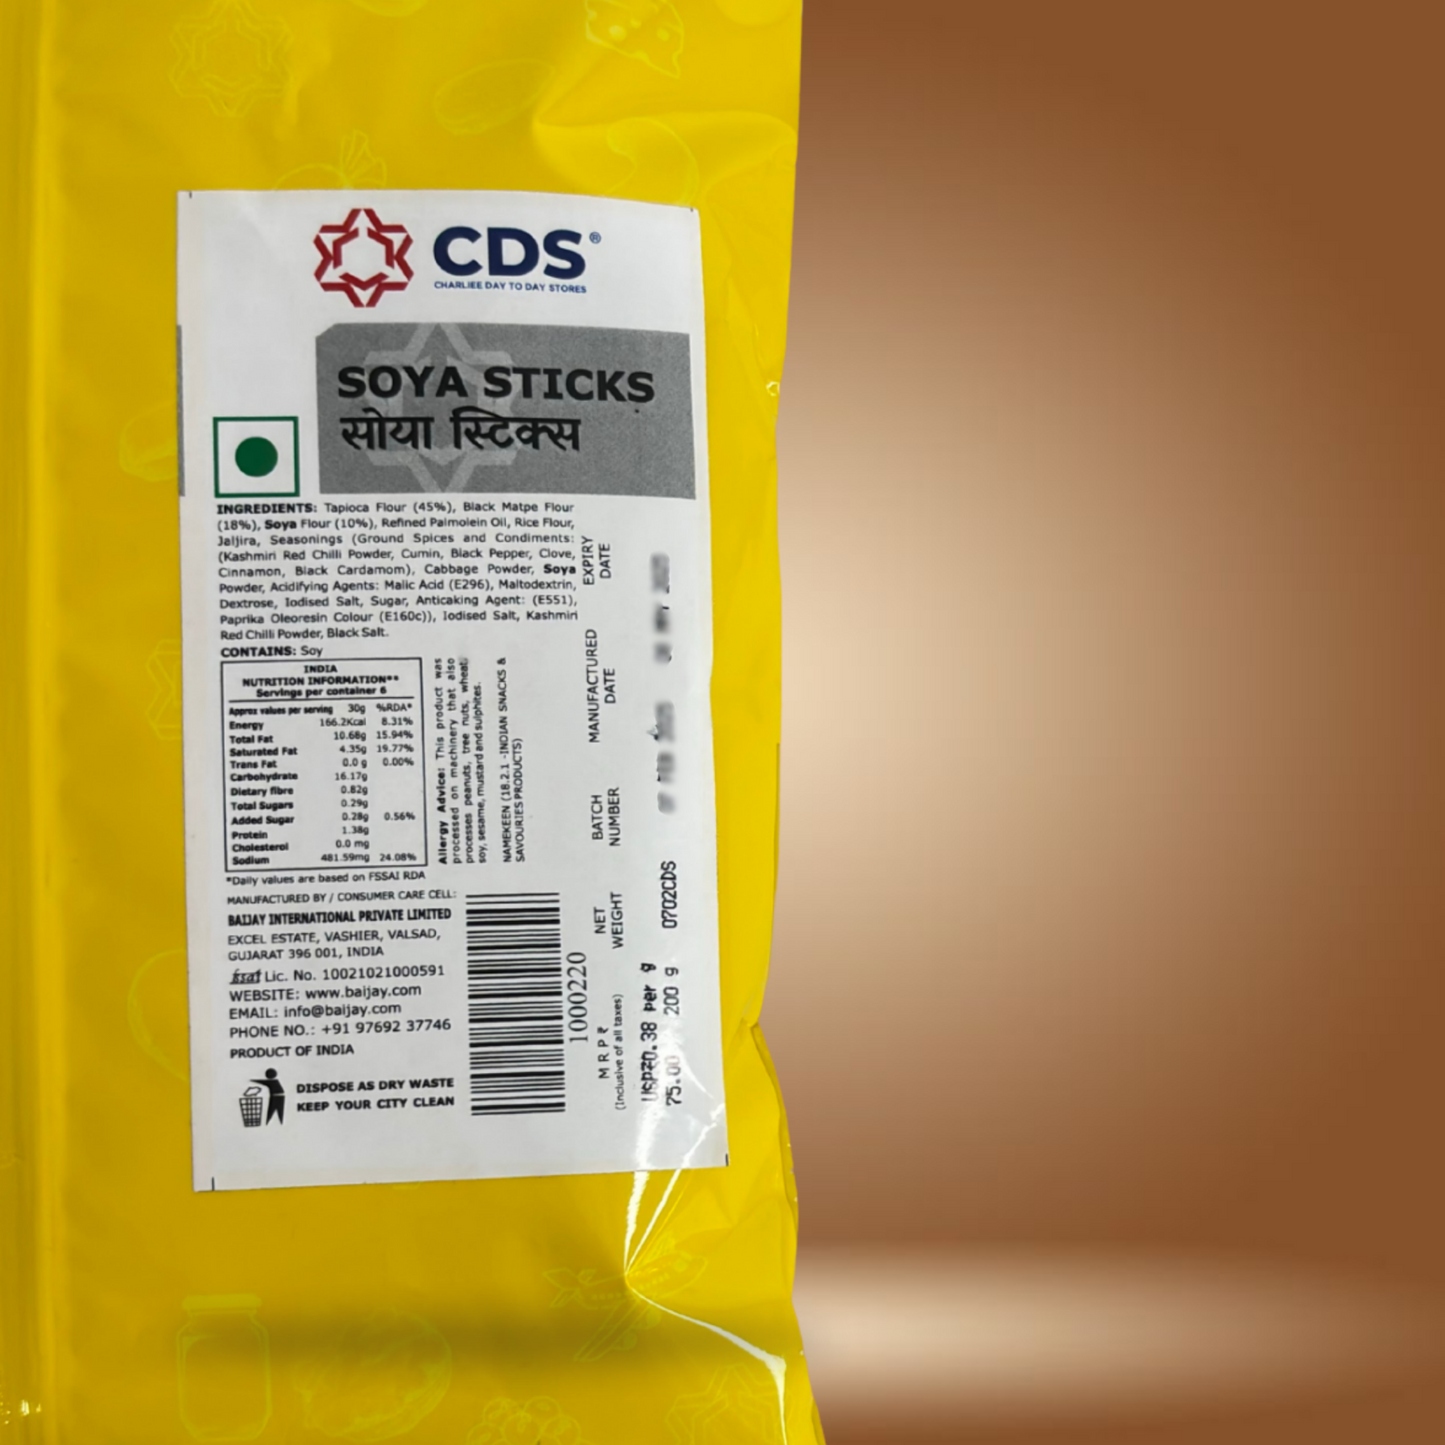 CDS®
CHARLIEE DAY TO DAY STORES
SOYA STICKS
सोया स्टिक्स
INGREDIENTS: Tapioca Flour (45%), Black Matpe Flour
(18%), Soya Flour (10%), Refined Palmolein Oil, Rice Flour,
Jaljira, Seasonings (Ground Spices and Condiments:
(Kashmiri Red Chilli Powder, Cumin, Black Pepper, Clove,
Cinnamon, Black Cardamom), Cabbage Powder, Soya
Powder, Acidifying Agents: Malic Acid (E296), Maltodextrin,
Dextrose, Iodised Salt, Sugar, Anticaking Agent: (E551),
Paprika Oleoresin Colour (E160c)), Iodised Salt, Kashmiri
Red Chilli Powder, Black Salt.
CONTAINS: Soy
INDIA
NUTRITION INFORMATION**
Servings per container 6
Approx values per serving 30g %RDA*
Energy 166.2Kcal 8.31%
Total Fat 10.68g 15.94%
Saturated Fat 4.35g 19.77%
Trans Fat 0.0 g 0.00%
Carbohydrate 16.17g
Dietary fibre 0.82g
Total Sugars 0.29g
Added Sugar 0.28g 0.56%
Protein 1.38g
Cholesterol 0.0 mg
Sodium 481.59mg 24.08%
*Daily values are based on FSSAI RDA
Allergy Advice: This product was
processed on machinery that also
processes peanuts, tree nuts, wheat,
soy, sesame, mustard and sulphites.
NAMEKEEN (18.2.1 -INDIAN SNACKS &
SAVOURIES PRODUCTS)
MANUFACTURED BY / CONSUMER CARE CELL:
BAIJAY INTERNATIONAL PRIVATE LIMITED
EXCEL ESTATE, VASHIER, VALSAD,
GUJARAT 396 001, INDIA
fssai Lic. No. 10021021000591
WEBSITE: www.baijay.com
EMAIL: info@baijay.com
PHONE NO.: +91 97692 37746
PRODUCT OF INDIA
DISPOSE AS DRY WASTE
KEEP YOUR CITY CLEAN
1000220
EXPIRY
DATE
MANUFACTURED
DATE
BATCH
NUMBER
0702CDS
NET
WEIGHT
200 g
M R P ₹
(Inclusive of all taxes)
USP₹0.38 per g
75.00